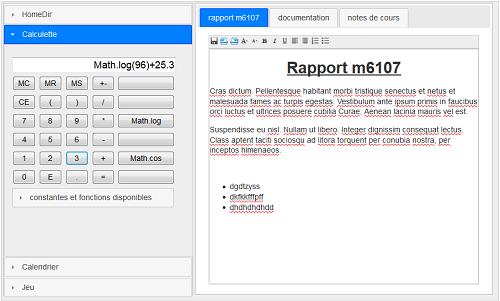 HomeDir
Calculette
Math.log(96)+25.3
MC MR MS +-
CE ( ) /
7 8 9 * Math.log
4 5 6 -
1 2 3 + Math.cos
0 E . =
constantes et fonctions disponibles
Calendrier
Jeu
rapport m6107 documentation notes de cours
A A B I U
Rapport m6107
Cras dictum. Pellentesque habitant morbi tristique senectus et netus et
malesuada fames ac turpis egestas. Vestibulum ante ipsum primis in faucibus
orci luctus et ultrices posuere cubilia Curae; Aenean lacinia mauris vel est.
Suspendisse eu nisl. Nullam ut libero. Integer dignissim consequat lectus.
Class aptent taciti sociosqu ad litora torquent per conubia nostra, per
inceptos himenaeos.
dgdtzyss
dkfkkfffpff
dhdhdhdhdd